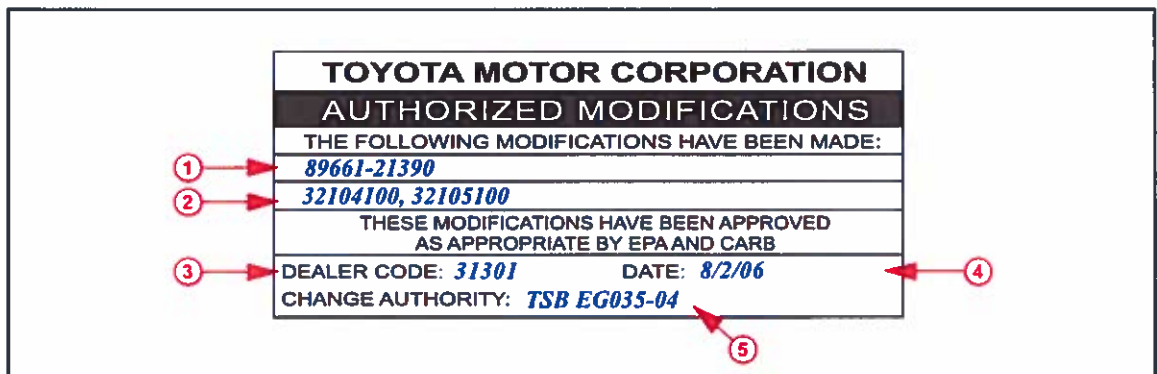 TOYOTA MOTOR CORPORATION
AUTHORIZED MODIFICATIONS
THE FOLLOWING MODIFICATIONS HAVE BEEN MADE:
1 89661-21390
2 32104100, 32105100
THESE MODIFICATIONS HAVE BEEN APPROVED
AS APPROPRIATE BY EPA AND CARB
3 DEALER CODE: 31301 DATE: 8/2/06 4
CHANGE AUTHORITY: TSB EG035-04
5